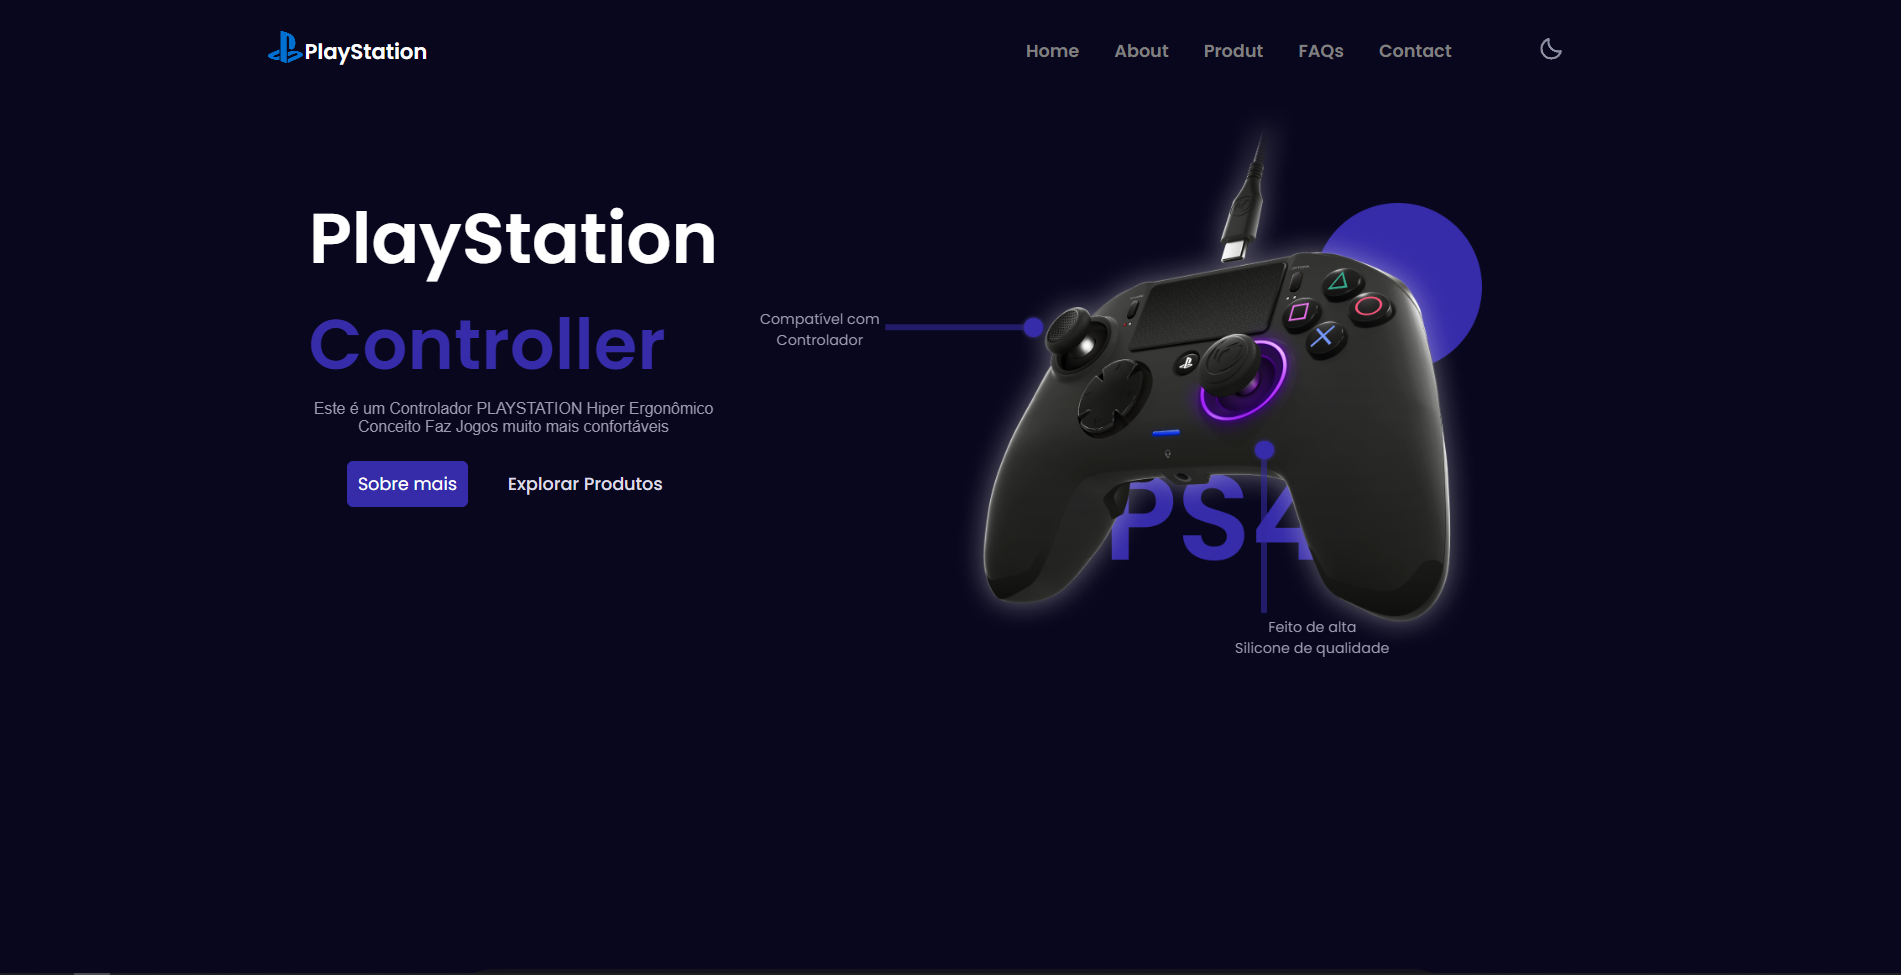 PlayStation
Home About Produt FAQs Contact
PlayStation
Controller
Este é um Controlador PLAYSTATION Hiper Ergonômico
Conceito Faz Jogos muito mais confortáveis
Sobre mais Explorar Produtos
Compatível com
Controlador
PS4
Feito de alta
Silicone de qualidade